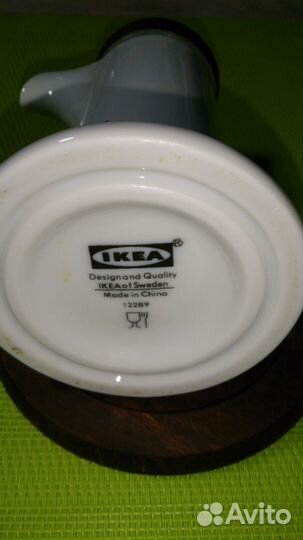 IKEA®
Design and Quality
IKEA of Sweden
Made in China
12289
Avito